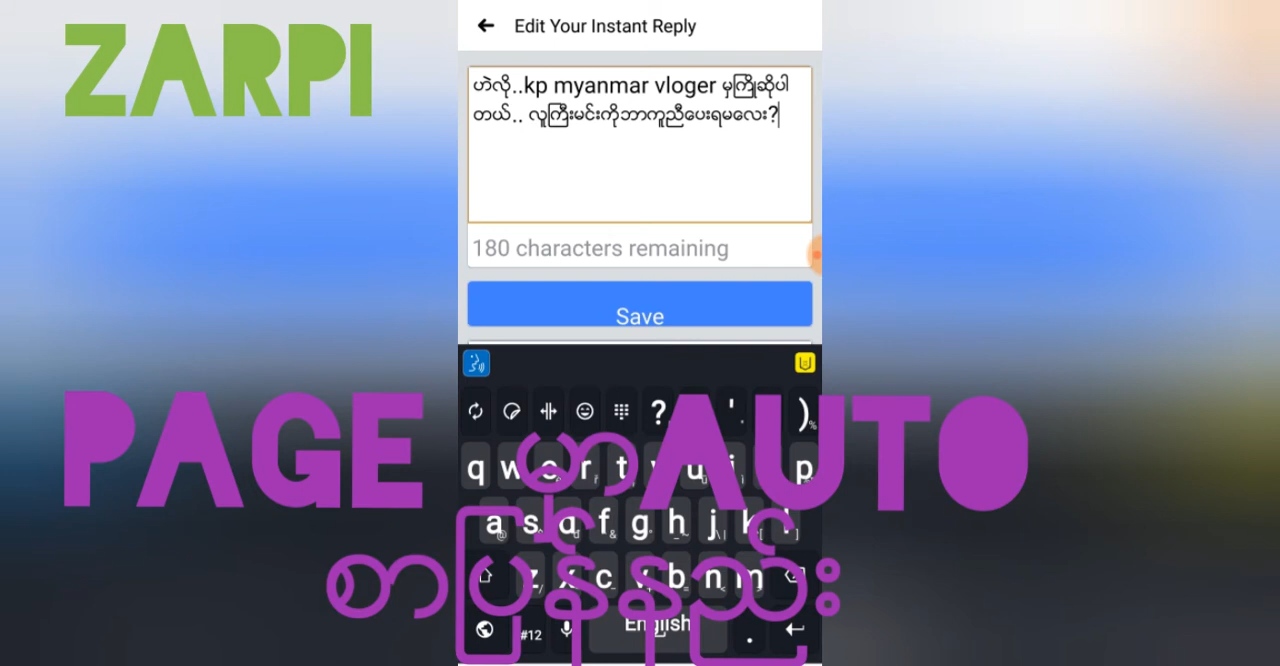 ZARPI
Edit Your Instant Reply
ဟဲလို..kp myanmar vloger မှကြိုဆိုပါ
တယ်.. လူကြီးမင်းကိုဘာကူညီပေးရမလေး?
180 characters remaining
Save
PAGE မှာAUTO
စာပြန်နည်း
q w e r t y u i p
a s d f g h j k l
z x c v b n m
#12
English